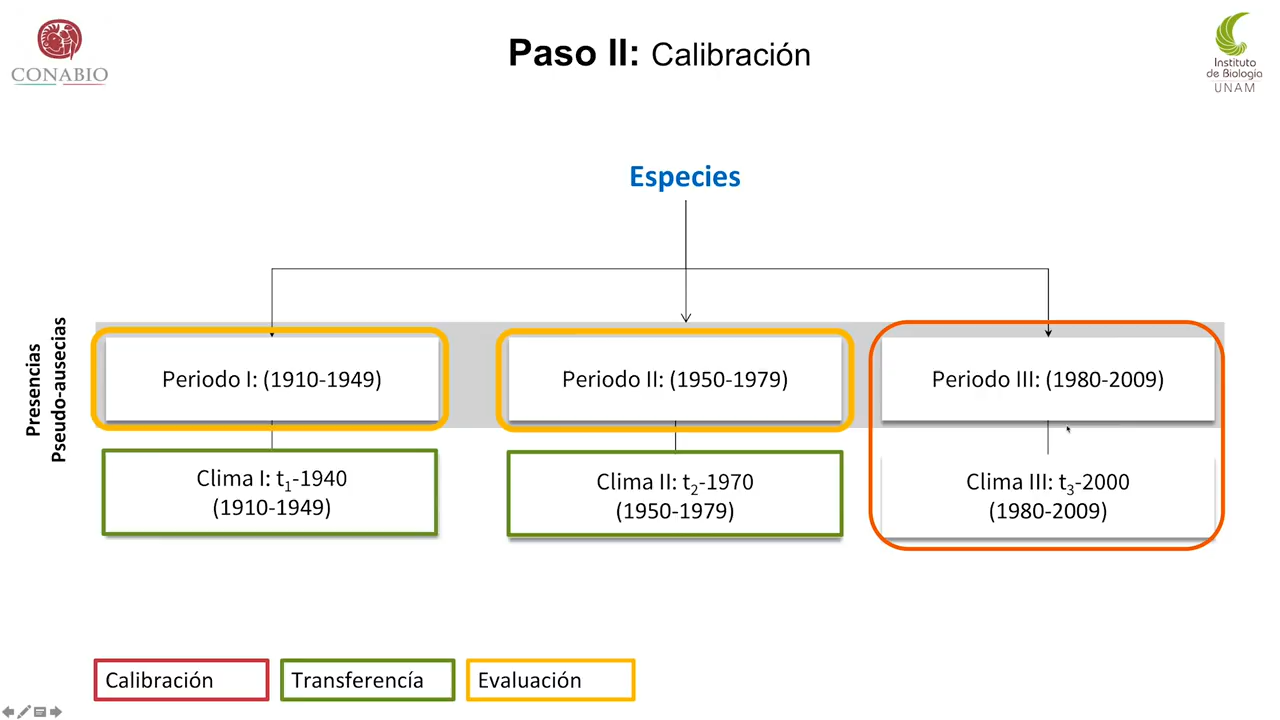 CONABIO
Paso II: Calibración
Instituto
de Biología
UNAM
Especies
Presencias
Pseudo-ausecias
Periodo I: (1910-1949)
Periodo II: (1950-1979)
Periodo III: (1980-2009)
Clima I: t1-1940
(1910-1949)
Clima II: t2-1970
(1950-1979)
Clima III: t3-2000
(1980-2009)
Calibración
Transferencía
Evaluación